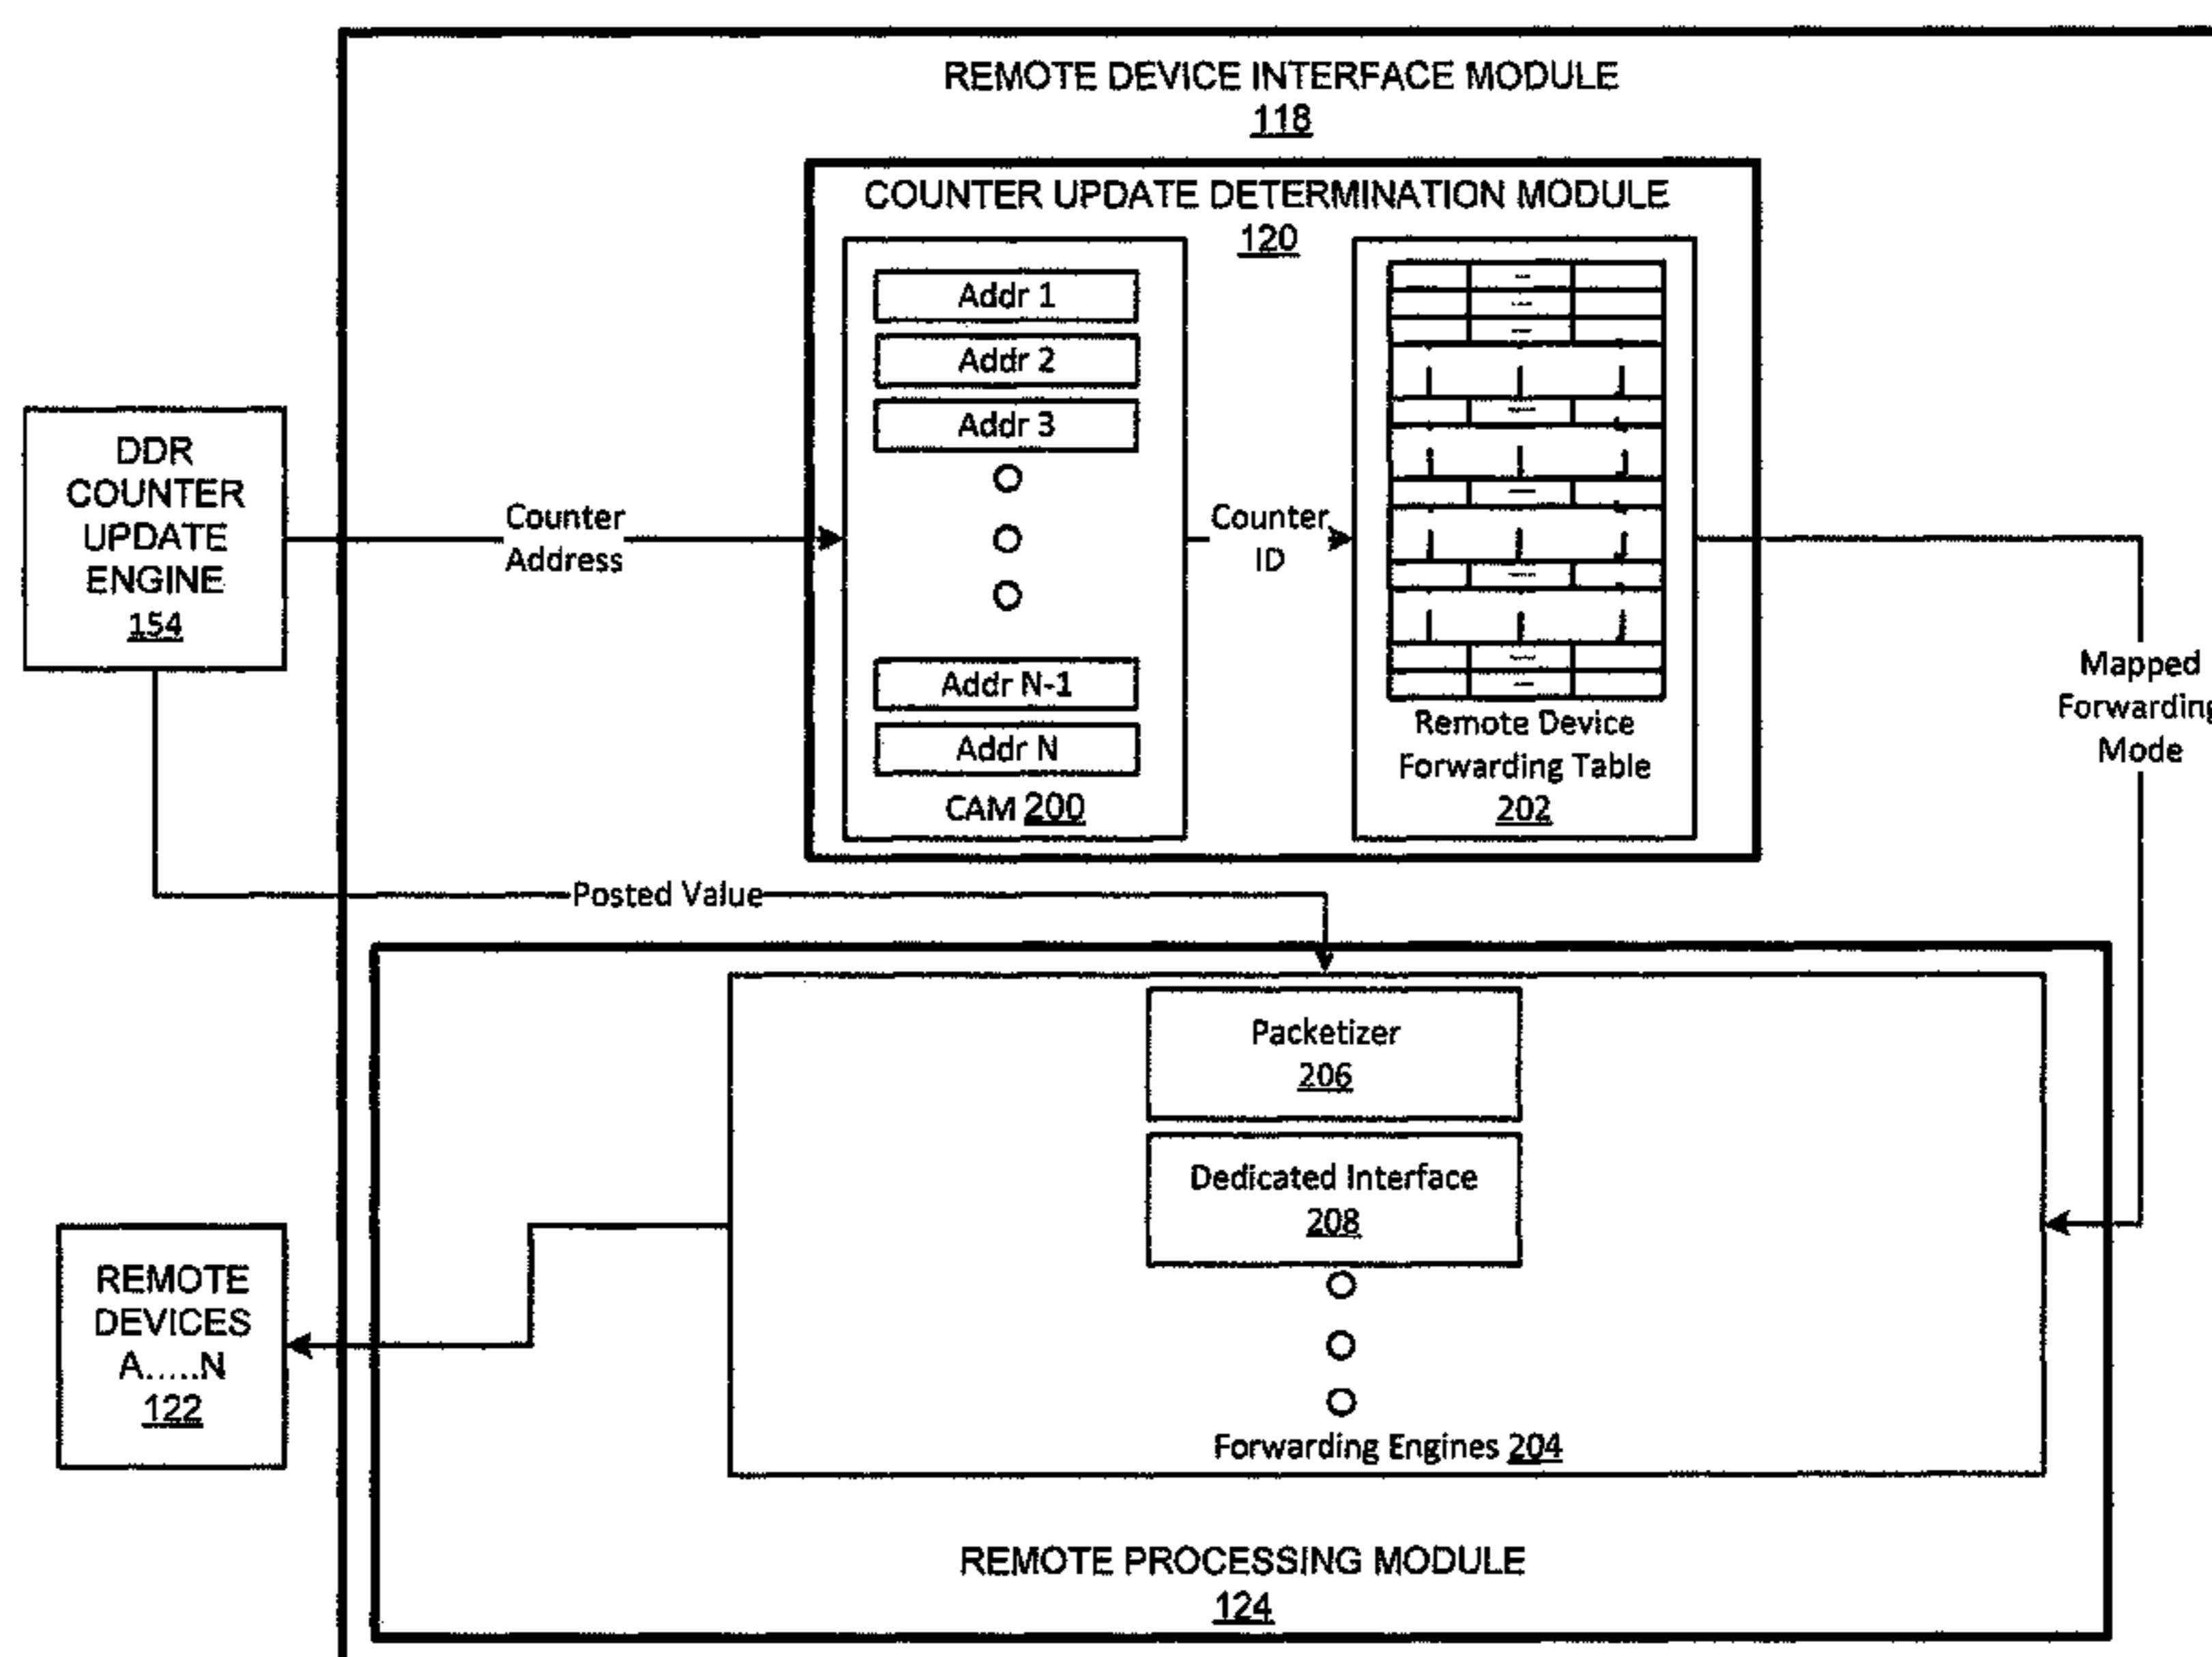 REMOTE DEVICE INTERFACE MODULE
118
COUNTER UPDATE DETERMINATION MODULE
120
Addr 1
Addr 2
Addr 3
Addr N-1
Addr N
CAM 200
Counter
ID
Remote Device
Forwarding Table
202
DDR
COUNTER
UPDATE
ENGINE
154
Counter
Address
Mapped
Forwarding
Mode
Posted Value
Packetizer
206
Dedicated Interface
208
Forwarding Engines 204
REMOTE
DEVICES
A.....N
122
REMOTE PROCESSING MODULE
124